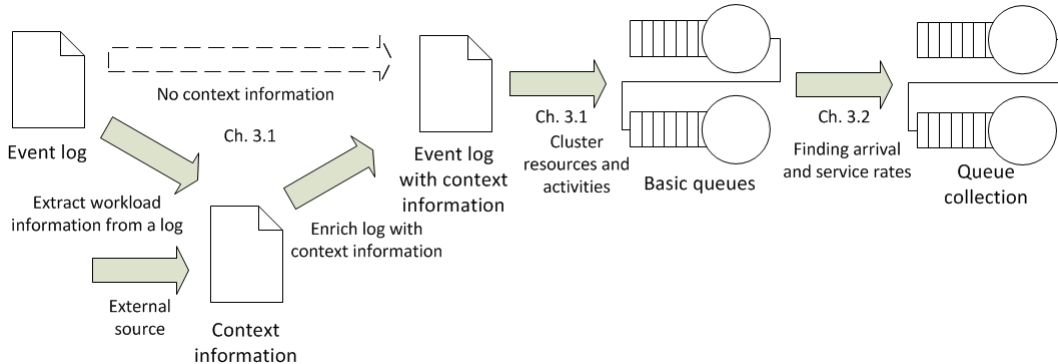 No context information
Event log
Ch. 3.1
Extract workload
information from a log
Enrich log with
context information
External
source
Context
information
Event log
with context
information
Ch. 3.1
Cluster
resources and
activities
Basic queues
Ch. 3.2
Finding arrival
and service rates
Queue
collection